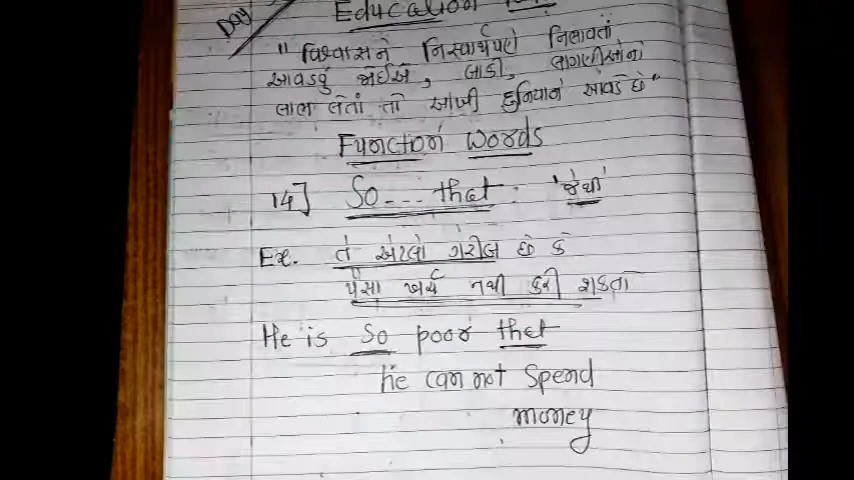 Day
Education
" વિશ્વાસને નિસ્વાર્થપણે નિભાવતાં
આવડવું જોઈએ, બાકી, લાગણીઓનો
લાભ લેતાં તો આખી દુનિયાને આવડે છે"
Function Words
14] So... that : 'જેથી'
Ex. તે એટલો ગરીબ છે કે
પૈસા ખર્ચ નથી કરી શકતો
He is So poor that
he can not Spend
money